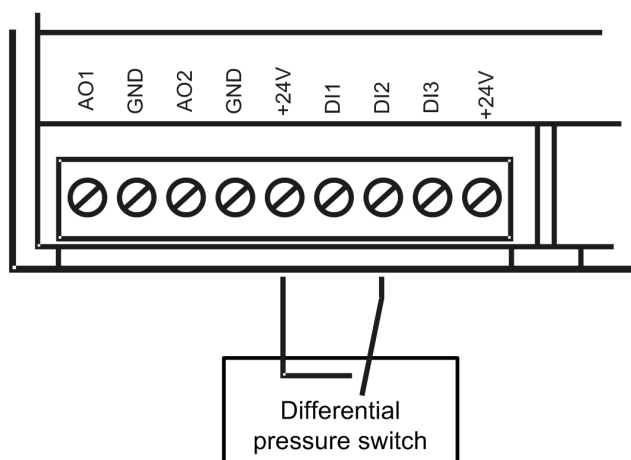 AO1
GND
AO2
GND
+24V
DI1
DI2
DI3
+24V
Differential
pressure switch